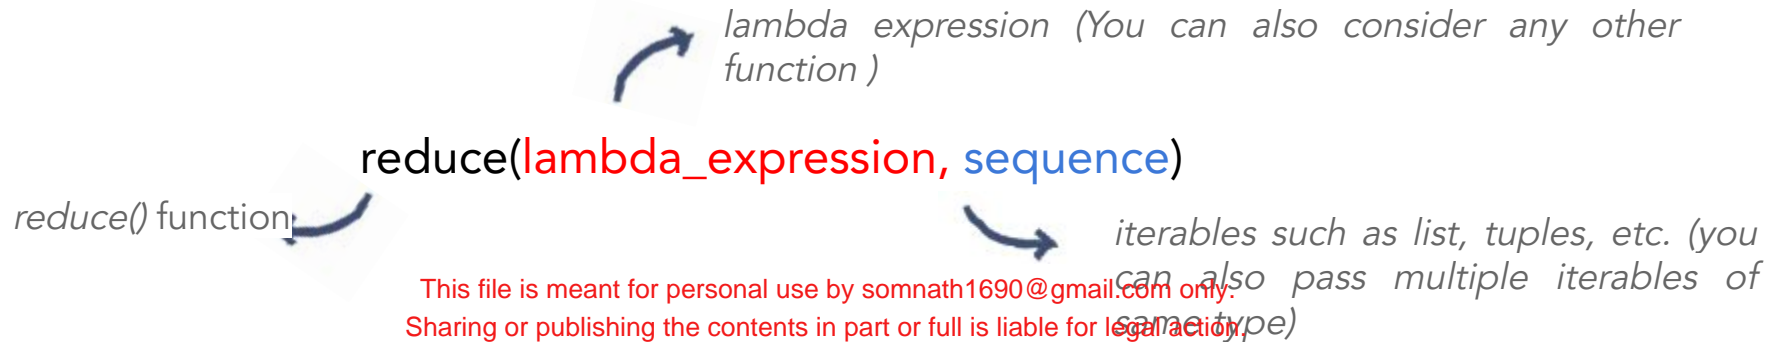 lambda expression (You can also consider any other
function )
reduce(lambda_expression, sequence)
reduce() function
iterables such as list, tuples, etc. (you
can also pass multiple iterables of
same type)
This file is meant for personal use by somnath1690@gmail.com only.
Sharing or publishing the contents in part or full is liable for legal action.